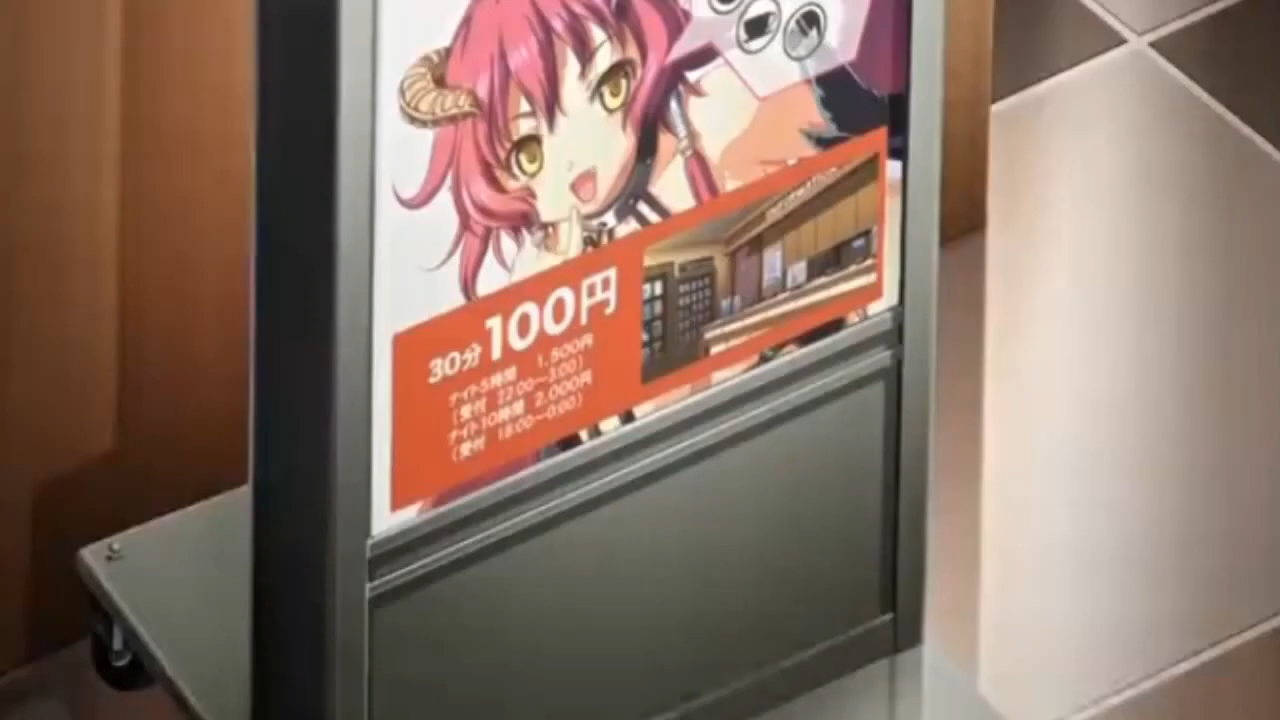 INFORMATION
30分100円
ナイト5時間 1,500円
(受付 22:00〜3:00)
ナイト10時間 2,000円
(受付 18:00〜0:00)